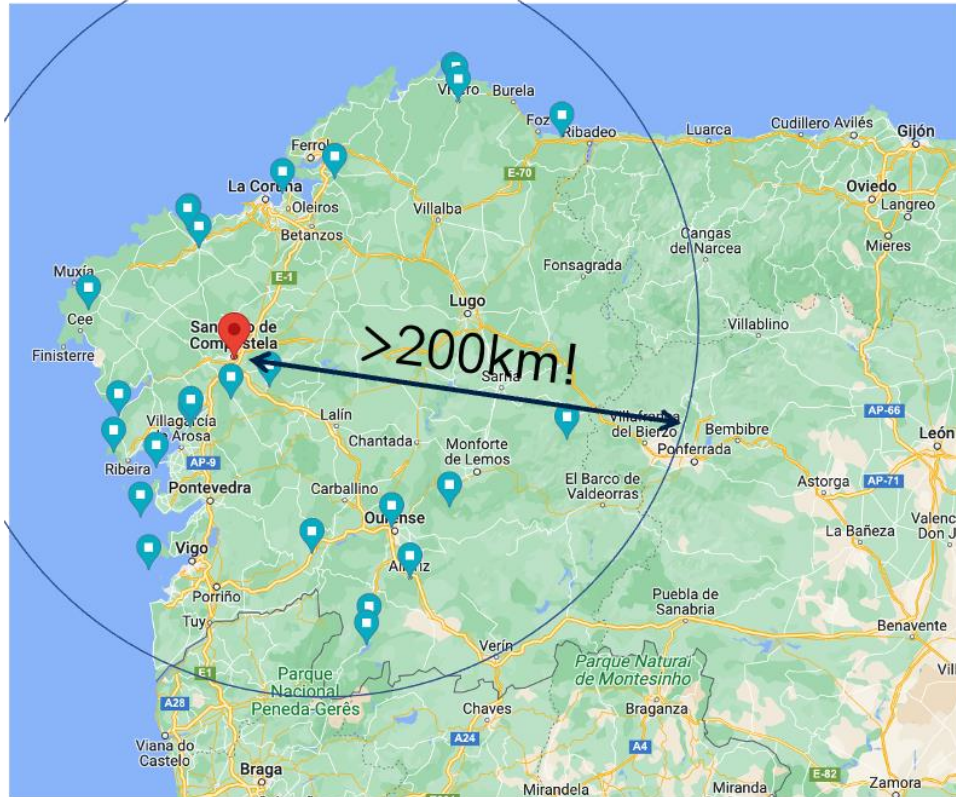 Vivero
Burela
Foz
Ribadeo
Luarca
Cudillero
Avilés
Gijón
Ferrol
E-70
La Coruña
Oleiros
Betanzos
Villalba
Oviedo
Langreo
Mieres
Cangas
del Narcea
Fonsagrada
Muxía
E-1
Cee
Lugo
Santiago de
Compostela
Villablino
Finisterre
>200km!
Sarria
Villagarcía
de Arosa
Lalín
Chantada
Villafranca
del Bierzo
Bembibre
AP-66
León
Monforte
de Lemos
Ponferrada
Ribeira
AP-9
El Barco de
Valdeorras
Astorga
AP-71
Pontevedra
Carballino
Ourense
La Bañeza
Valenc
Don J
Vigo
Allariz
Porriño
Tuy
Puebla de
Sanabria
Benavente
Verín
E1
Parque
Nacional
Peneda-Gerês
Parque Natural
de Montesinho
Vil
A28
Chaves
Braganza
Viana do
Castelo
A24
A4
Braga
E-82
Mirandela
Miranda
Zamora